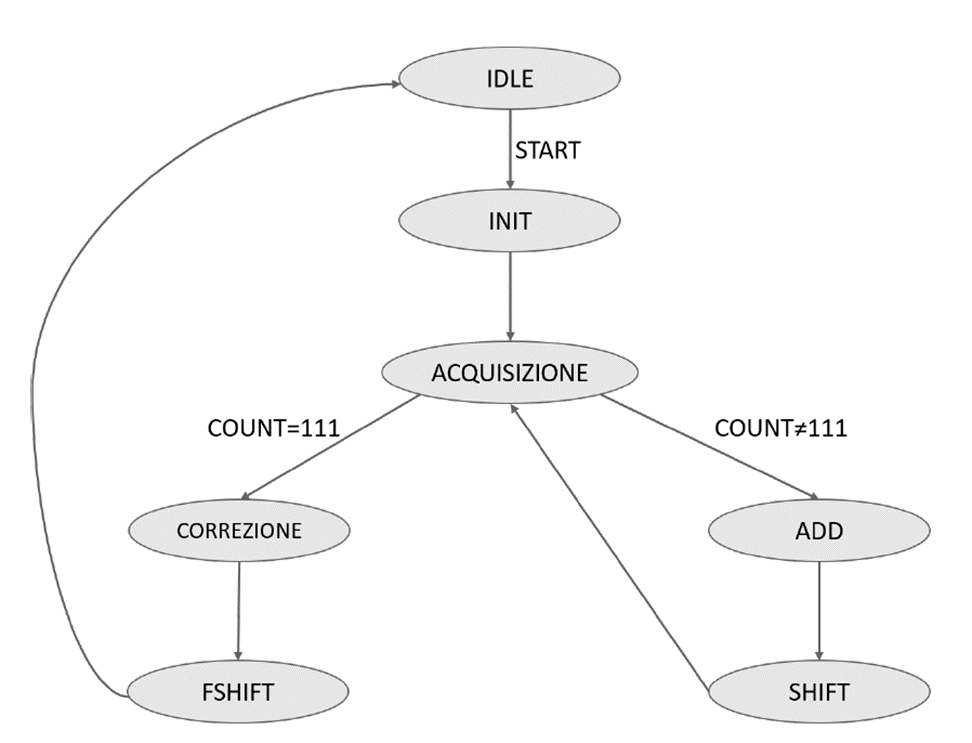 IDLE
START
INIT
ACQUISIZIONE
COUNT=111
COUNT≠111
CORREZIONE
ADD
FSHIFT
SHIFT